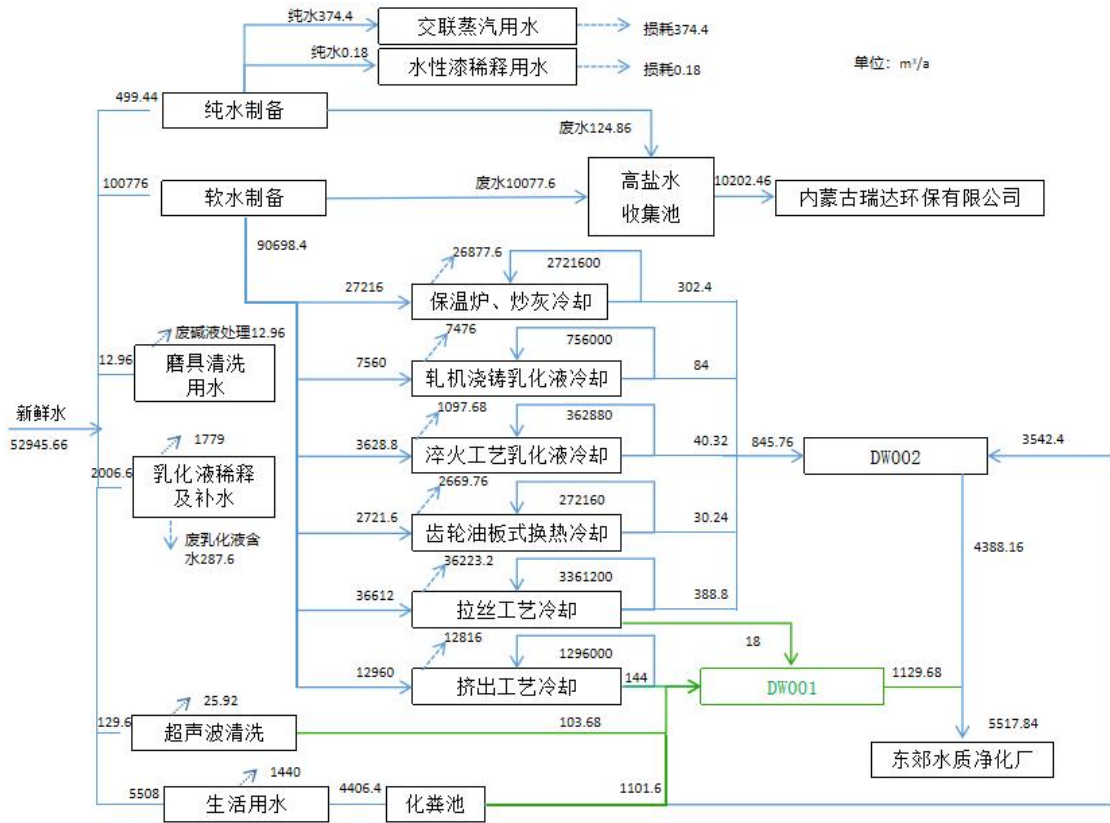 纯水374.4
交联蒸汽用水
损耗374.4
纯水0.18
水性漆稀释用水
损耗0.18
单位：m³/a
499.44
纯水制备
废水124.86
100776
软水制备
废水10077.6
高盐水
收集池
10202.46
内蒙古瑞达环保有限公司
90698.4
26877.6
2721600
27216
保温炉、炒灰冷却
302.4
废碱液处理12.96
12.96
磨具清洗
用水
7476
756000
7560
轧机浇铸乳化液冷却
84
新鲜水
52945.66
1779
2006.6
乳化液稀释
及补水
废乳化液含
水287.6
1097.68
362880
3628.8
淬火工艺乳化液冷却
40.32
845.76
DW002
3542.4
2669.76
272160
2721.6
齿轮油板式换热冷却
30.24
4388.16
36223.2
3361200
36612
拉丝工艺冷却
388.8
18
12816
1296000
12960
挤出工艺冷却
144
DW001
1129.68
25.92
129.6
超声波清洗
103.68
5517.84
东郊水质净化厂
1440
5508
生活用水
4406.4
化粪池
1101.6